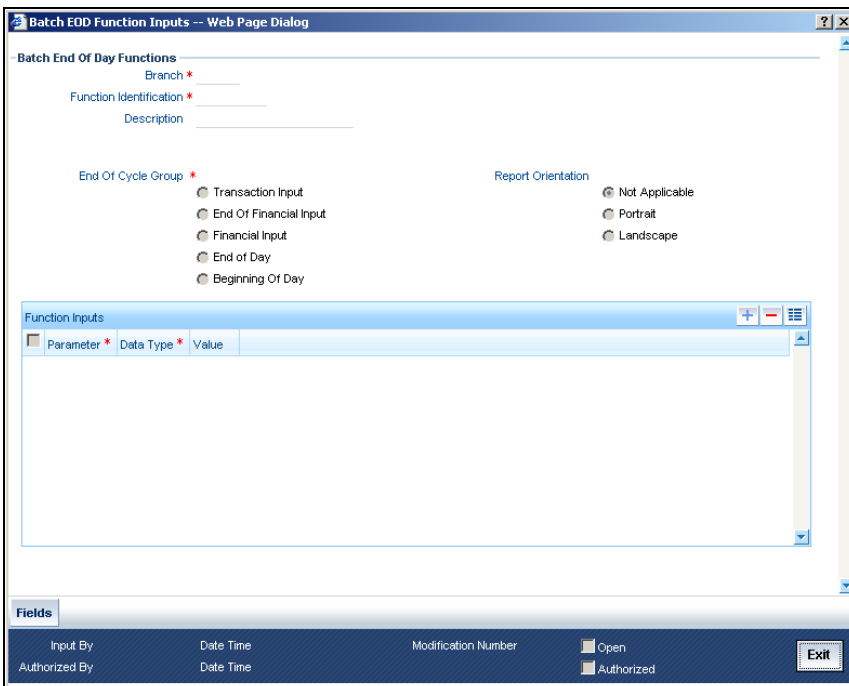 Batch EOD Function Inputs -- Web Page Dialog
Batch End Of Day Functions
Branch *
Function Identification *
Description
End Of Cycle Group *
Transaction Input
End Of Financial Input
Financial Input
End of Day
Beginning Of Day
Report Orientation
Not Applicable
Portrait
Landscape
Function Inputs
Parameter * Data Type * Value
Fields
Input By Date Time Modification Number Open
Authorized By Date Time Authorized
Exit